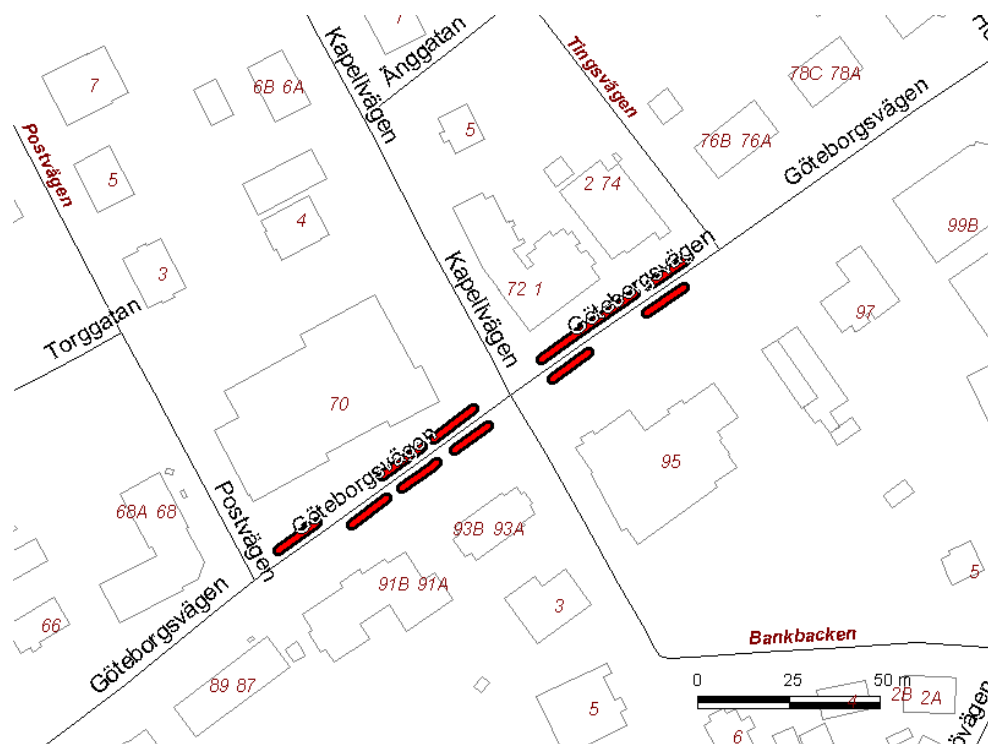 7
Änggatan
Kapellvägen
Tingsvägen
78C 78A
7
6B 6A
Göteborgsvägen
Postvägen
5
76B 76A
5
2 74
4
99B
3
Kapellvägen
72 1
Göteborgsvägen
97
Torggatan
70
95
Göteborgsvägen
68A 68
Postvägen
93B 93A
91B 91A
5
3
66
Göteborgsvägen
Bankbacken
89 87
0 25 50 m
5
4
2B 2A
6